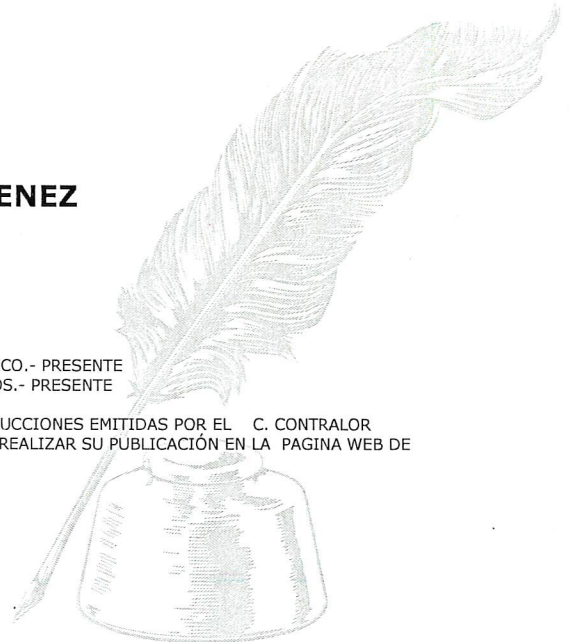 ENEZ
CO.- PRESENTE
OS.- PRESENTE
UCCIONES EMITIDAS POR EL C. CONTRALOR
REALIZAR SU PUBLICACIÓN EN LA PAGINA WEB DE